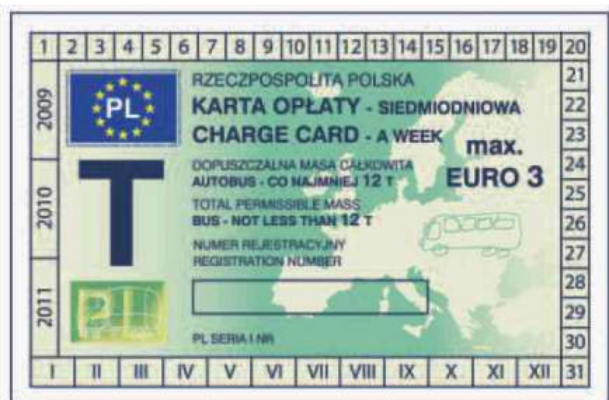 1 2 3 4 5 6 7 8 9 10 11 12 13 14 15 16 17 18 19 20
21
22
23
24
25
26
27
28
29
30
31
2009
2010
2011
PL
RZECZPOSPOLITA POLSKA
KARTA OPŁATY - SIEDMIODNIOWA
CHARGE CARD - A WEEK
max.
EURO 3
T
DOPUSZCZALNA MASA CAŁKOWITA
AUTOBUS - CO NAJMNIEJ 12 T
TOTAL PERMISSIBLE MASS
BUS - NOT LESS THAN 12 T
NUMER REJESTRACYJNY
REGISTRATION NUMBER
PL SERIA I NR
I II III IV V VI VII VIII IX X XI XII